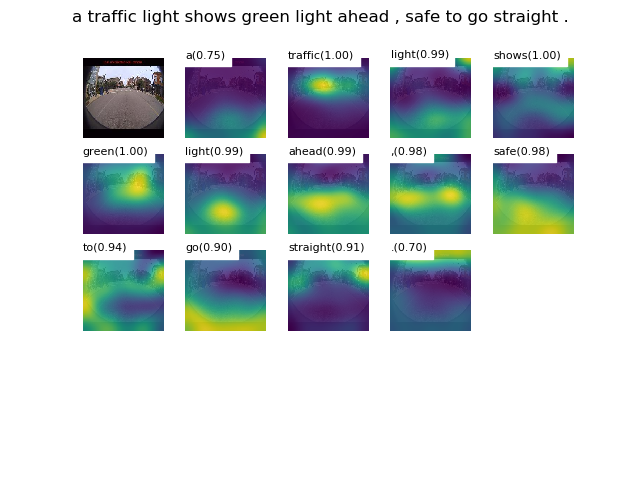 a traffic light shows green light ahead , safe to go straight .
a(0.75) traffic(1.00) light(0.99) shows(1.00)
green(1.00) light(0.99) ahead(0.99) ,(0.98) safe(0.98)
to(0.94) go(0.90) straight(0.91) .(0.70)